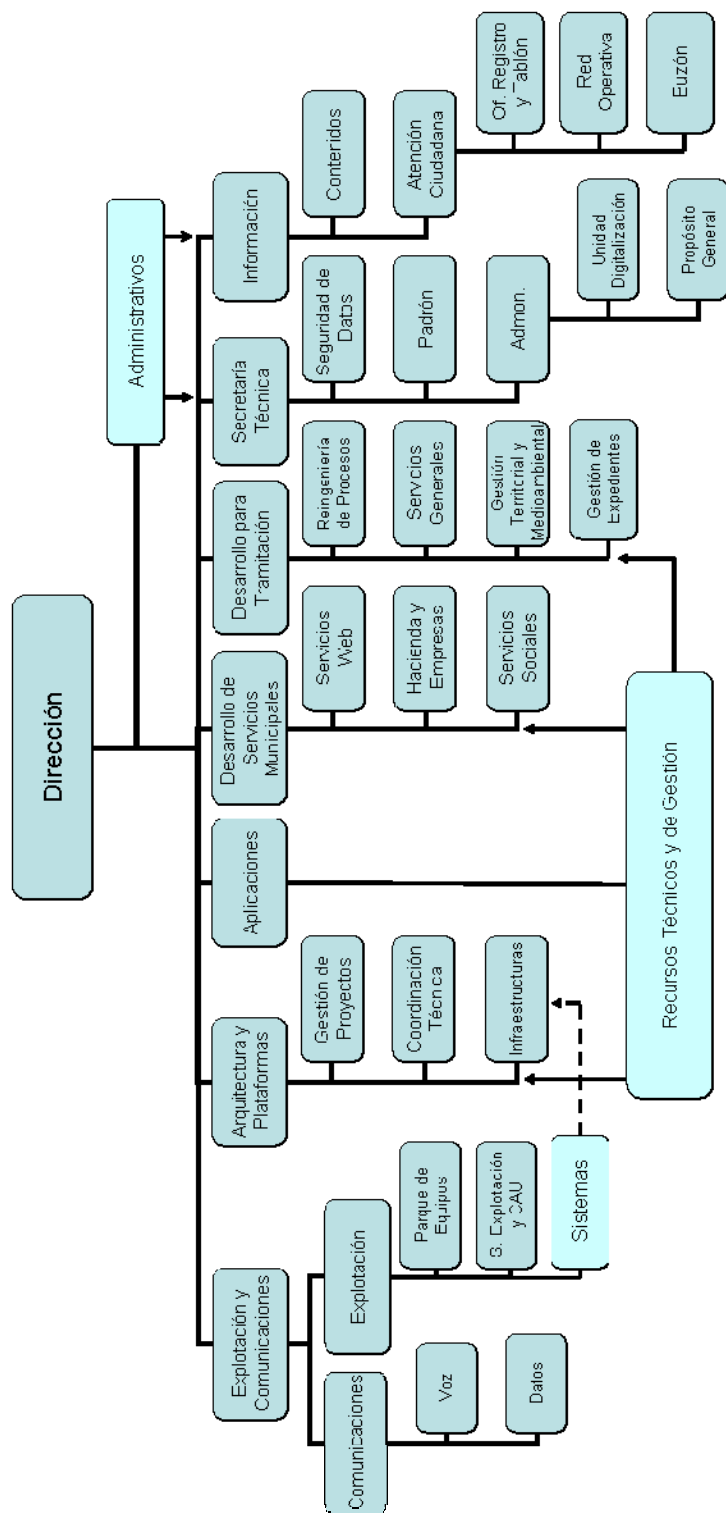 Dirección
Administrativos
Explotación y
Comunicaciones
Arquitectura y
Plataformas
Aplicaciones
Desarrollo de
Servicios
Municipales
Desarrollo para
Tramitación
Secretaría
Técnica
Información
Comunicaciones
Voz
Datos
Explotación
Parque de
Equipos
S. Explotación
y CAU
Sistemas
Gestión de
Proyectos
Coordinación
Técnica
Infraestructuras
Servicios
Web
Hacienda y
Empresas
Servicios
Sociales
Reingeniería
de Procesos
Servicios
Generales
Gestión
Territorial y
Medioambiental
Gestión de
Expedientes
Seguridad de
Datos
Padrón
Admon.
Unidad
Digitalización
Propósito
General
Contenidos
Atención
Ciudadana
Of. Registro
y Tablón
Red
Operativa
Euzón
Recursos Técnicos y de Gestión